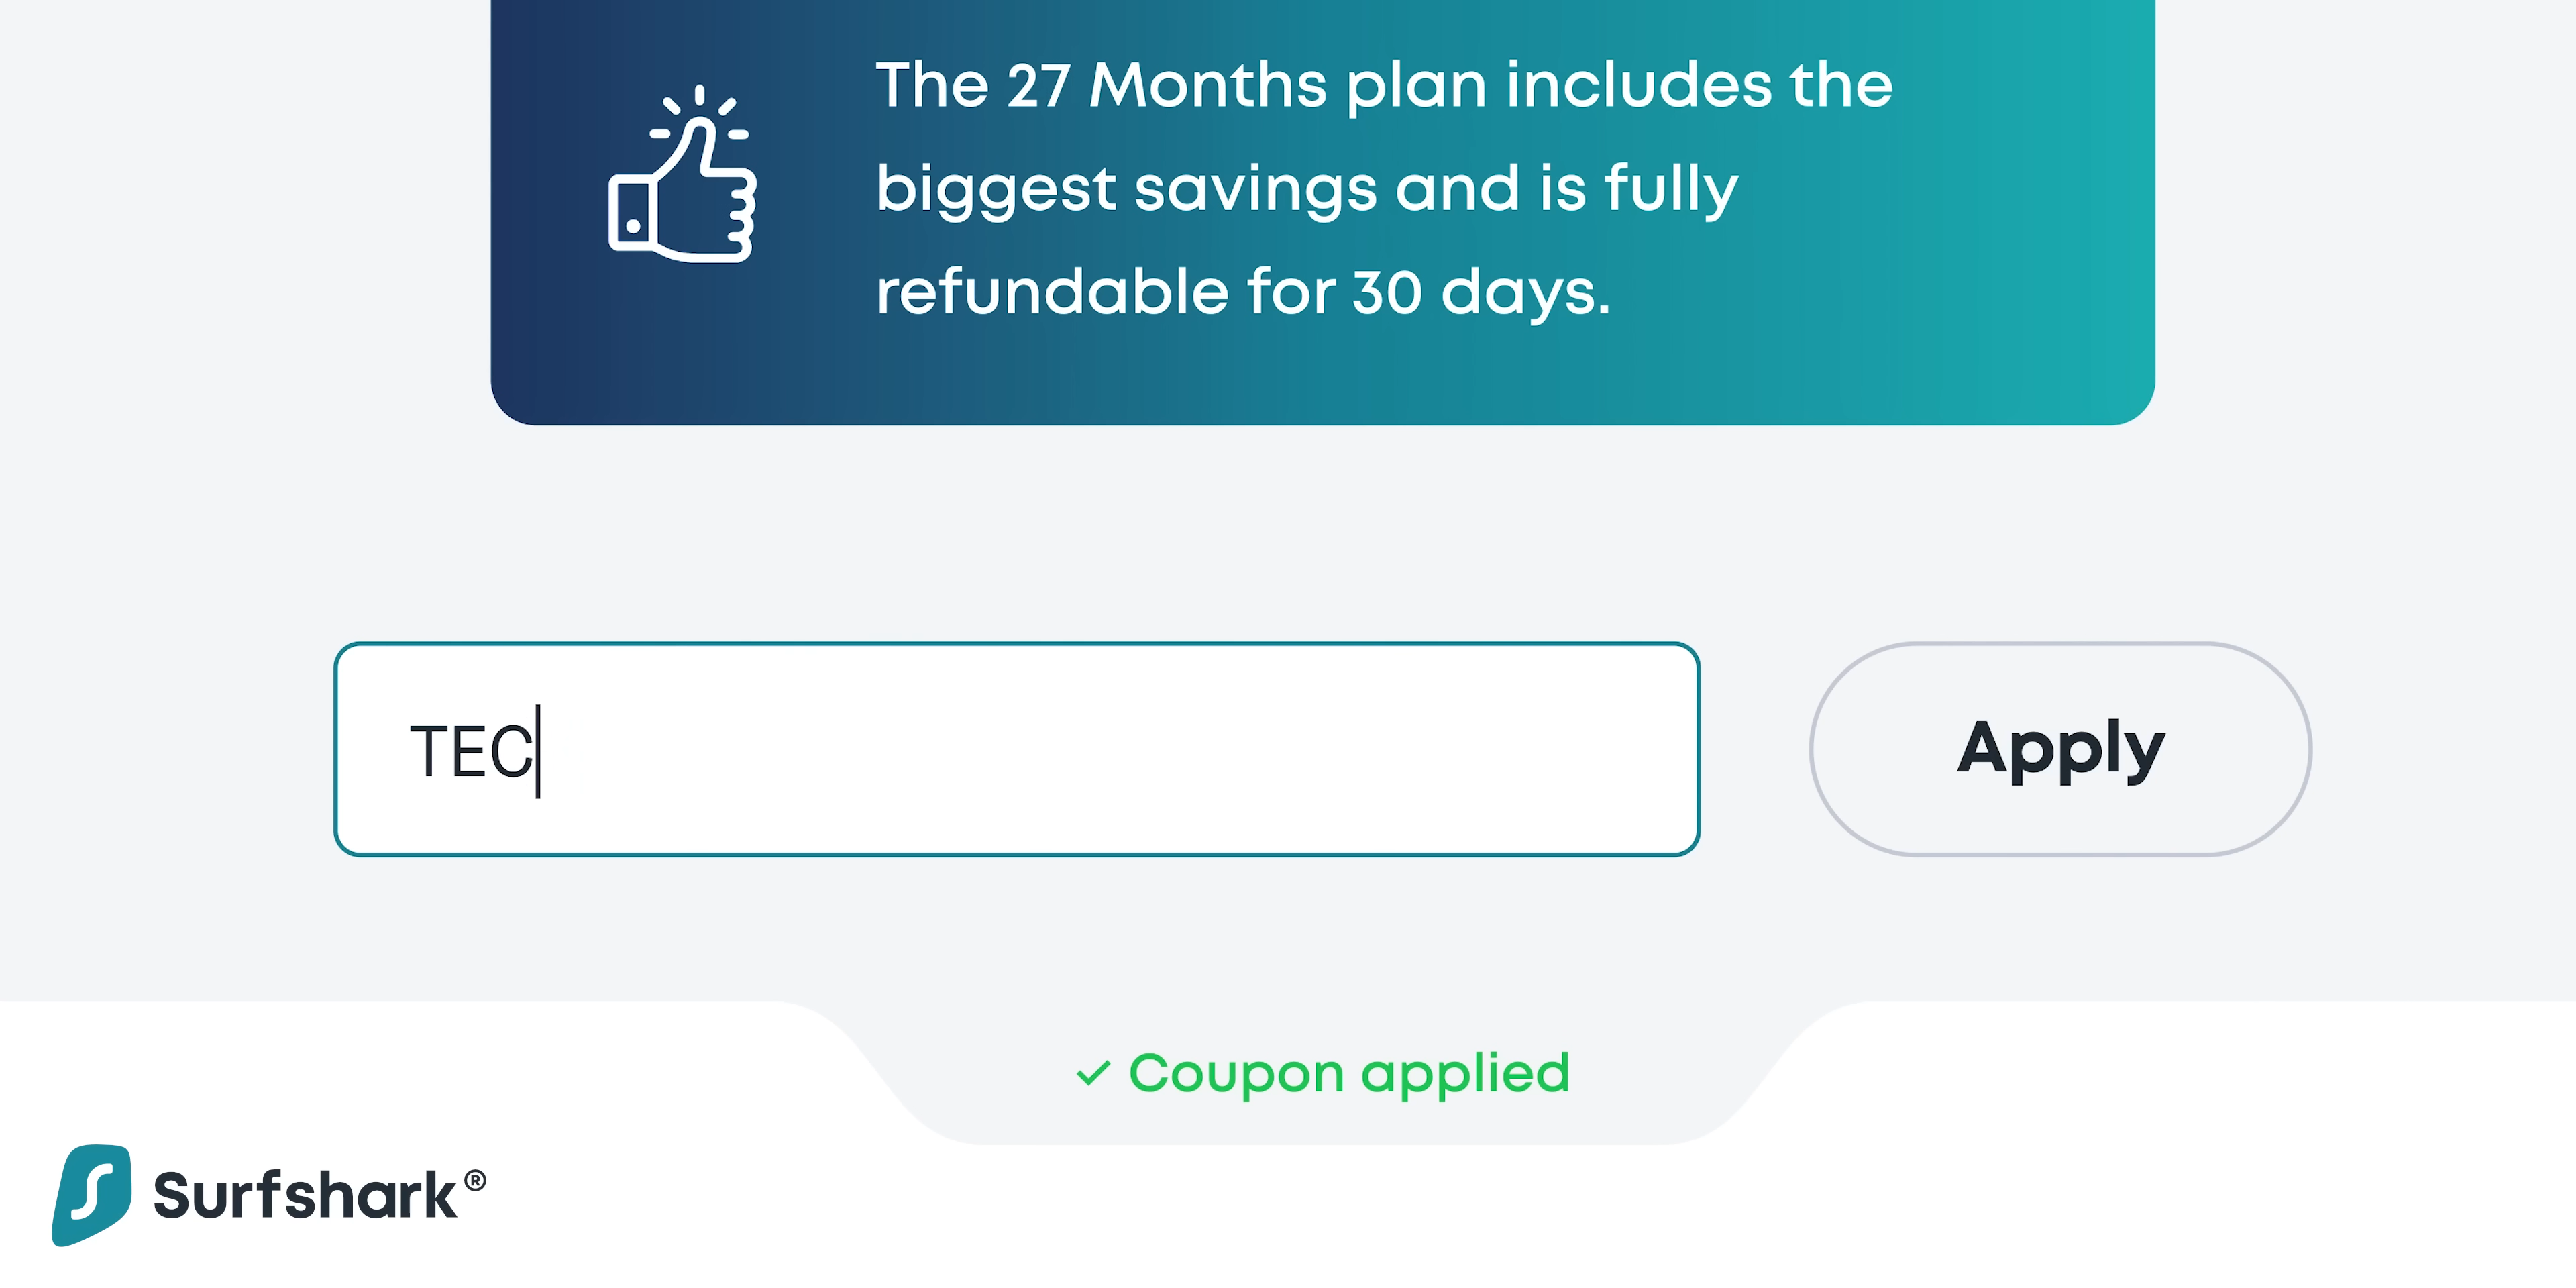 The 27 Months plan includes the
biggest savings and is fully
refundable for 30 days.
TEC
Apply
✓ Coupon applied
Surfshark®